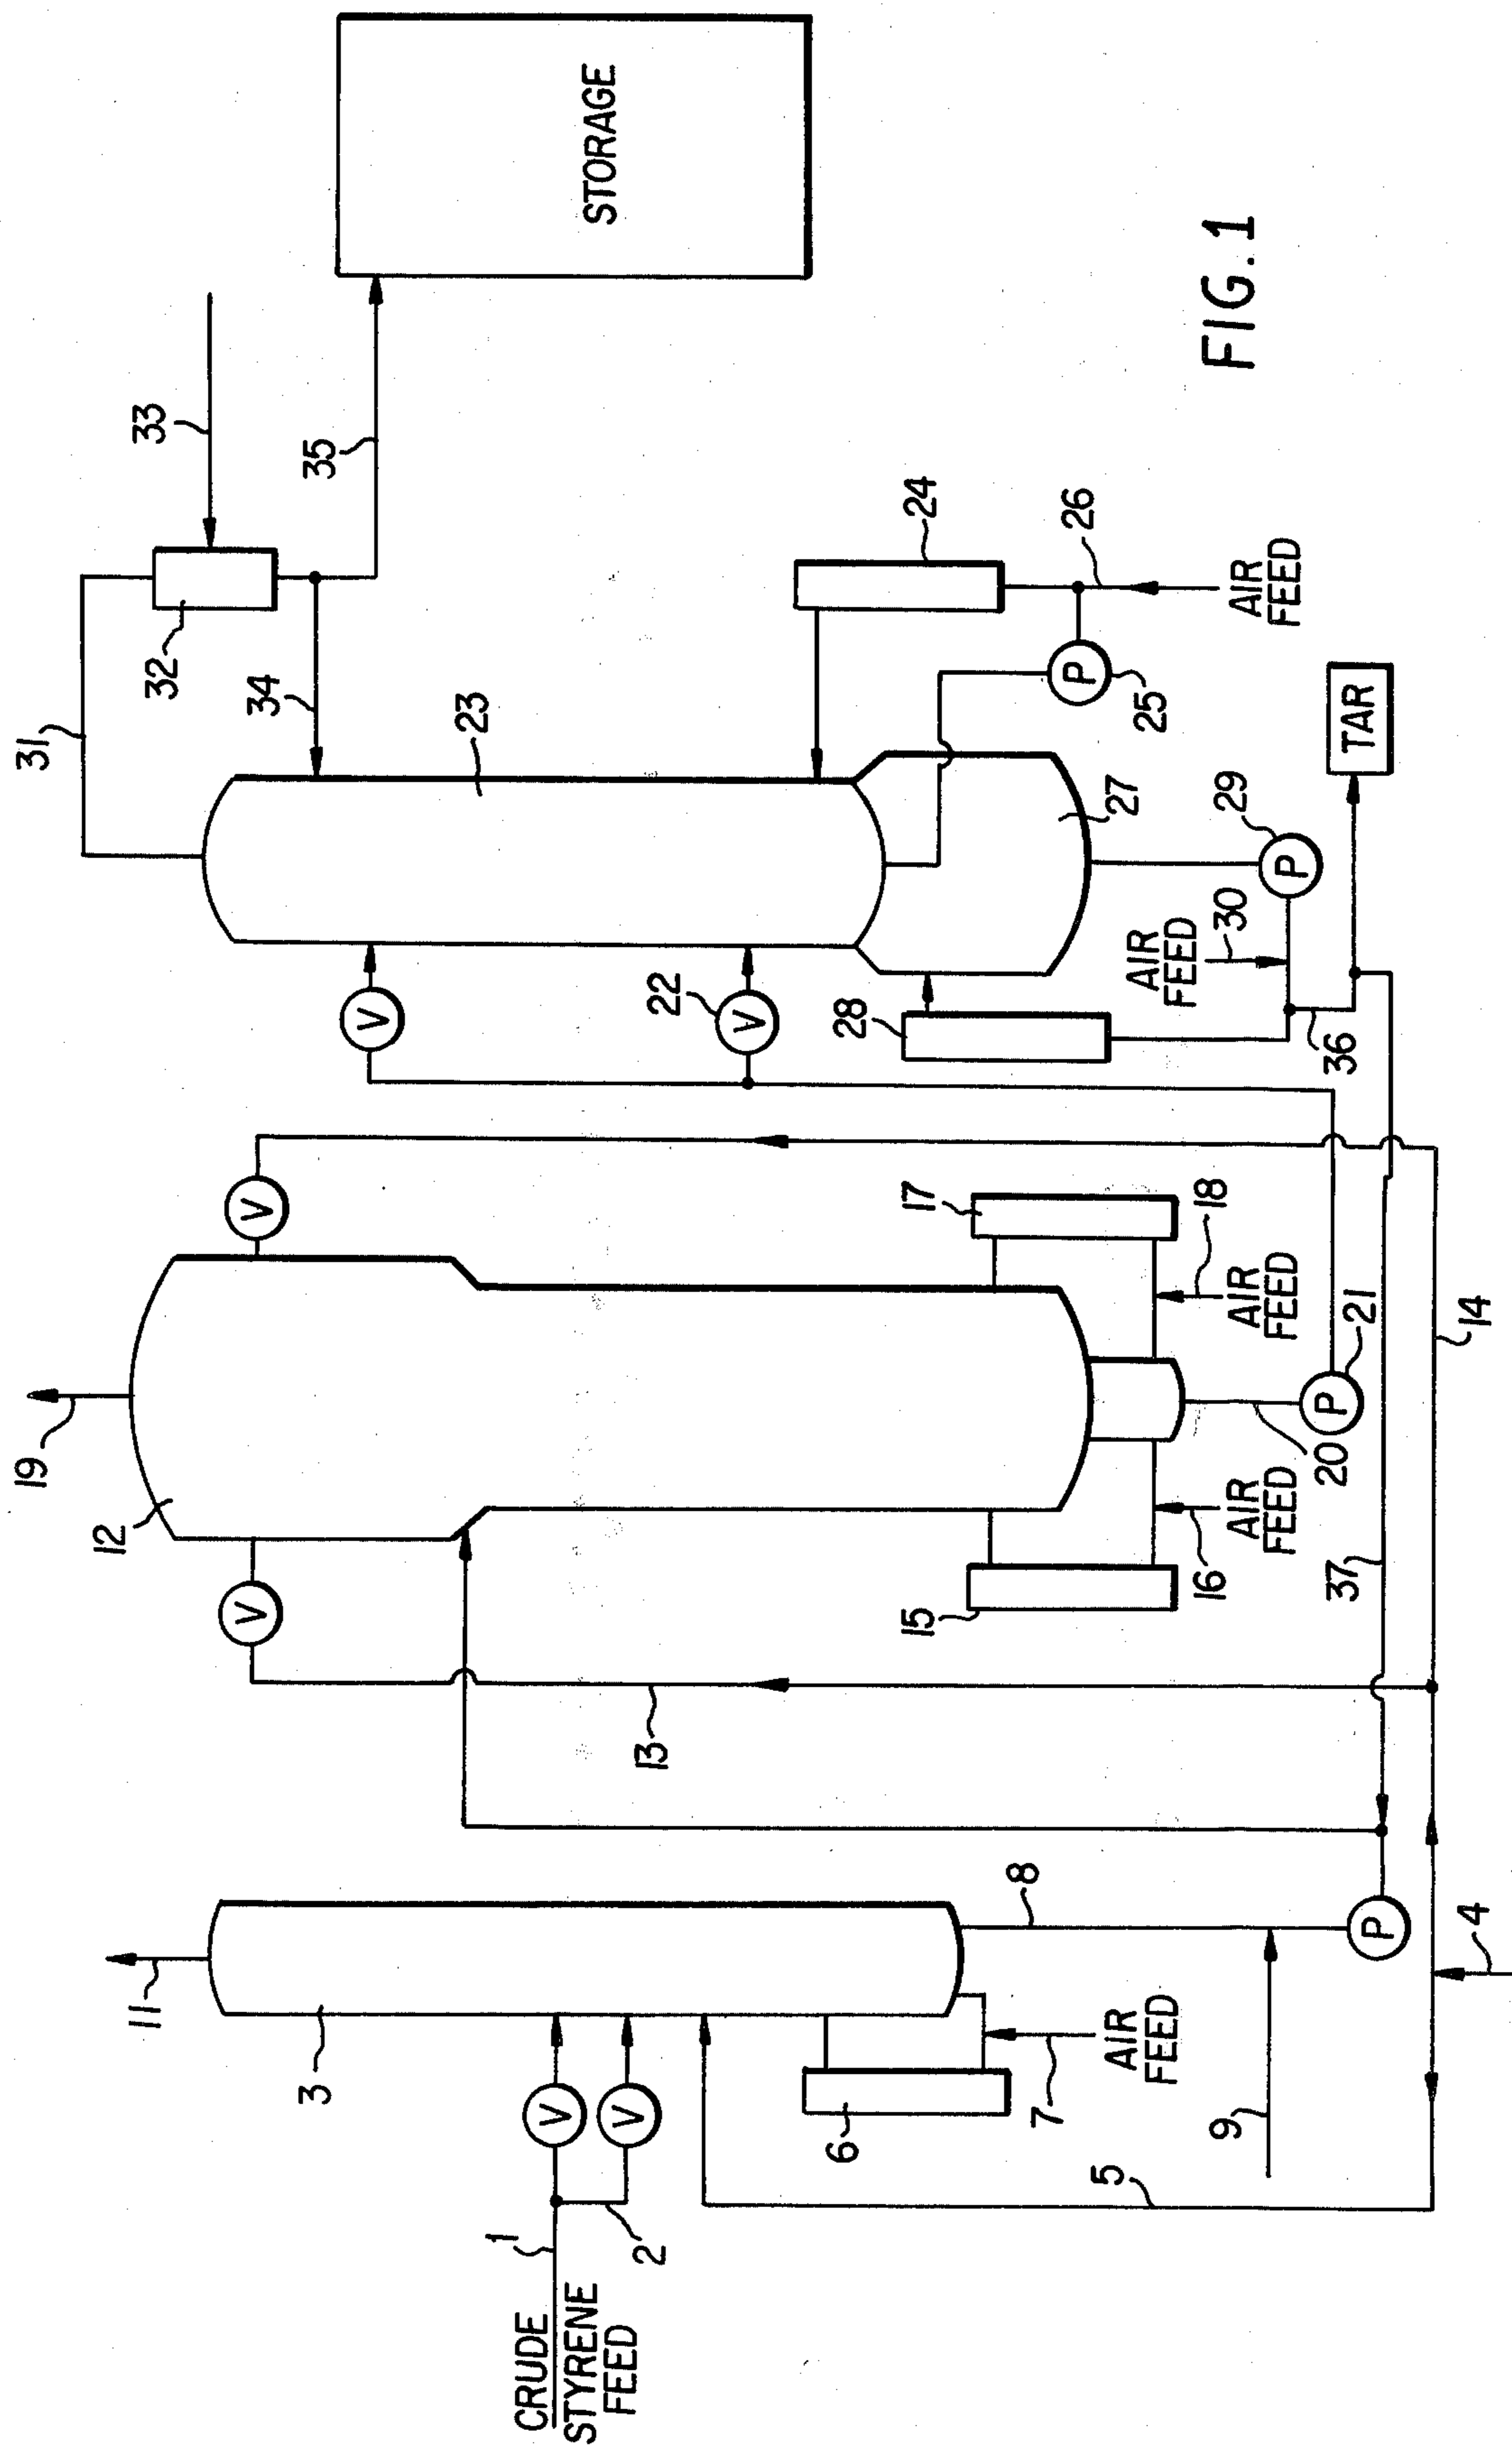 19
31
12
11
33
32
V
V
34
3
35
V
23
1
CRUDE
STYRENE
FEED
V
V
2
STORAGE
13
22
V
6
28
15
17
24
8
7
AIR
FEED
5
26
P
25
27
AIR
FEED
30
16
AIR
FEED
18
AIR
FEED
9
29
P
AIR
FEED
FIG. 1
20
P
21
36
37
TAR
P
4
14